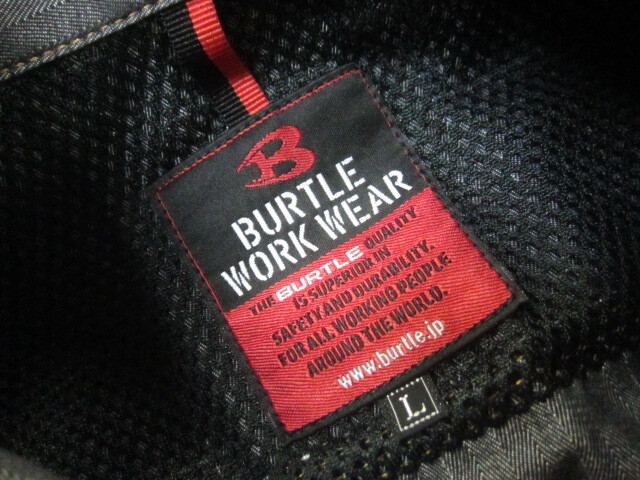 B
BURTLE
WORK WEAR
THE BURTLE QUALITY
IS SUPERIOR IN
SAFETY AND DURABILITY.
FOR ALL WORKING PEOPLE
AROUND THE WORLD.
www.burtle.jp
L